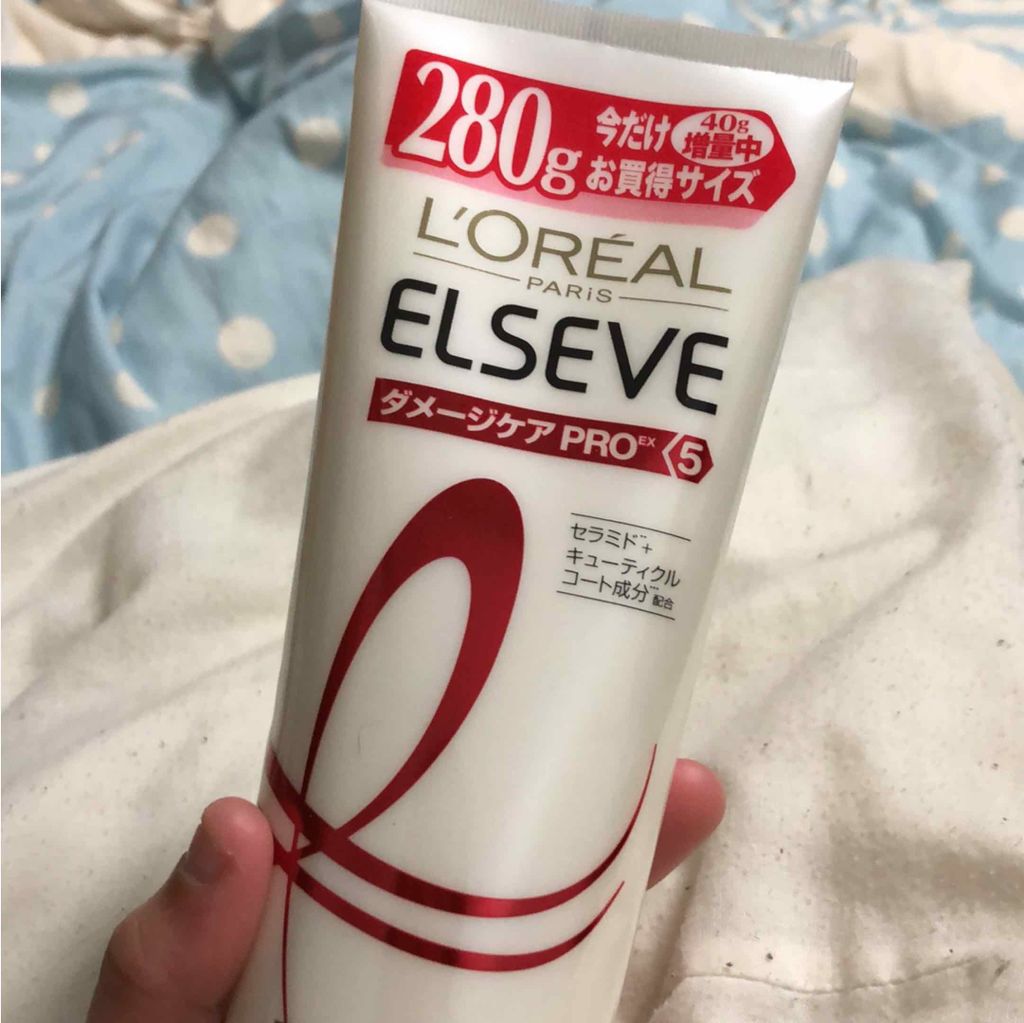 280g
今だけ
40g
増量中
お買得サイズ
L'ORÉAL
PARiS
ELSEVE
ダメージケア PRO EX 5
セラミド +
キューティクル
コート成分 配合